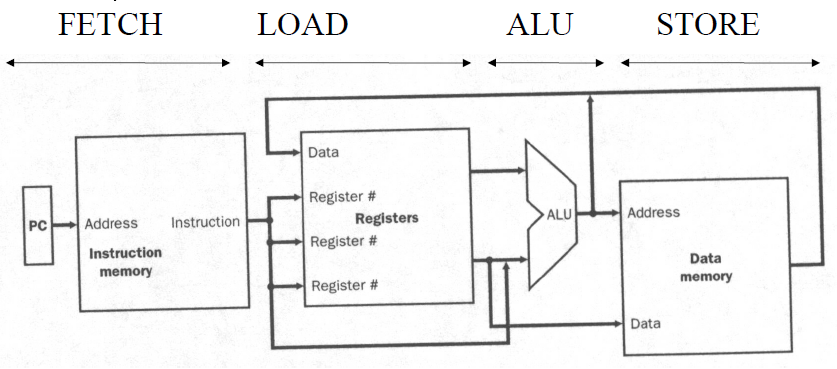 FETCH LOAD ALU STORE
Data
Register #
Registers
Register #
Register #
PC
Address Instruction
Instruction
memory
ALU
Address
Data
memory
Data